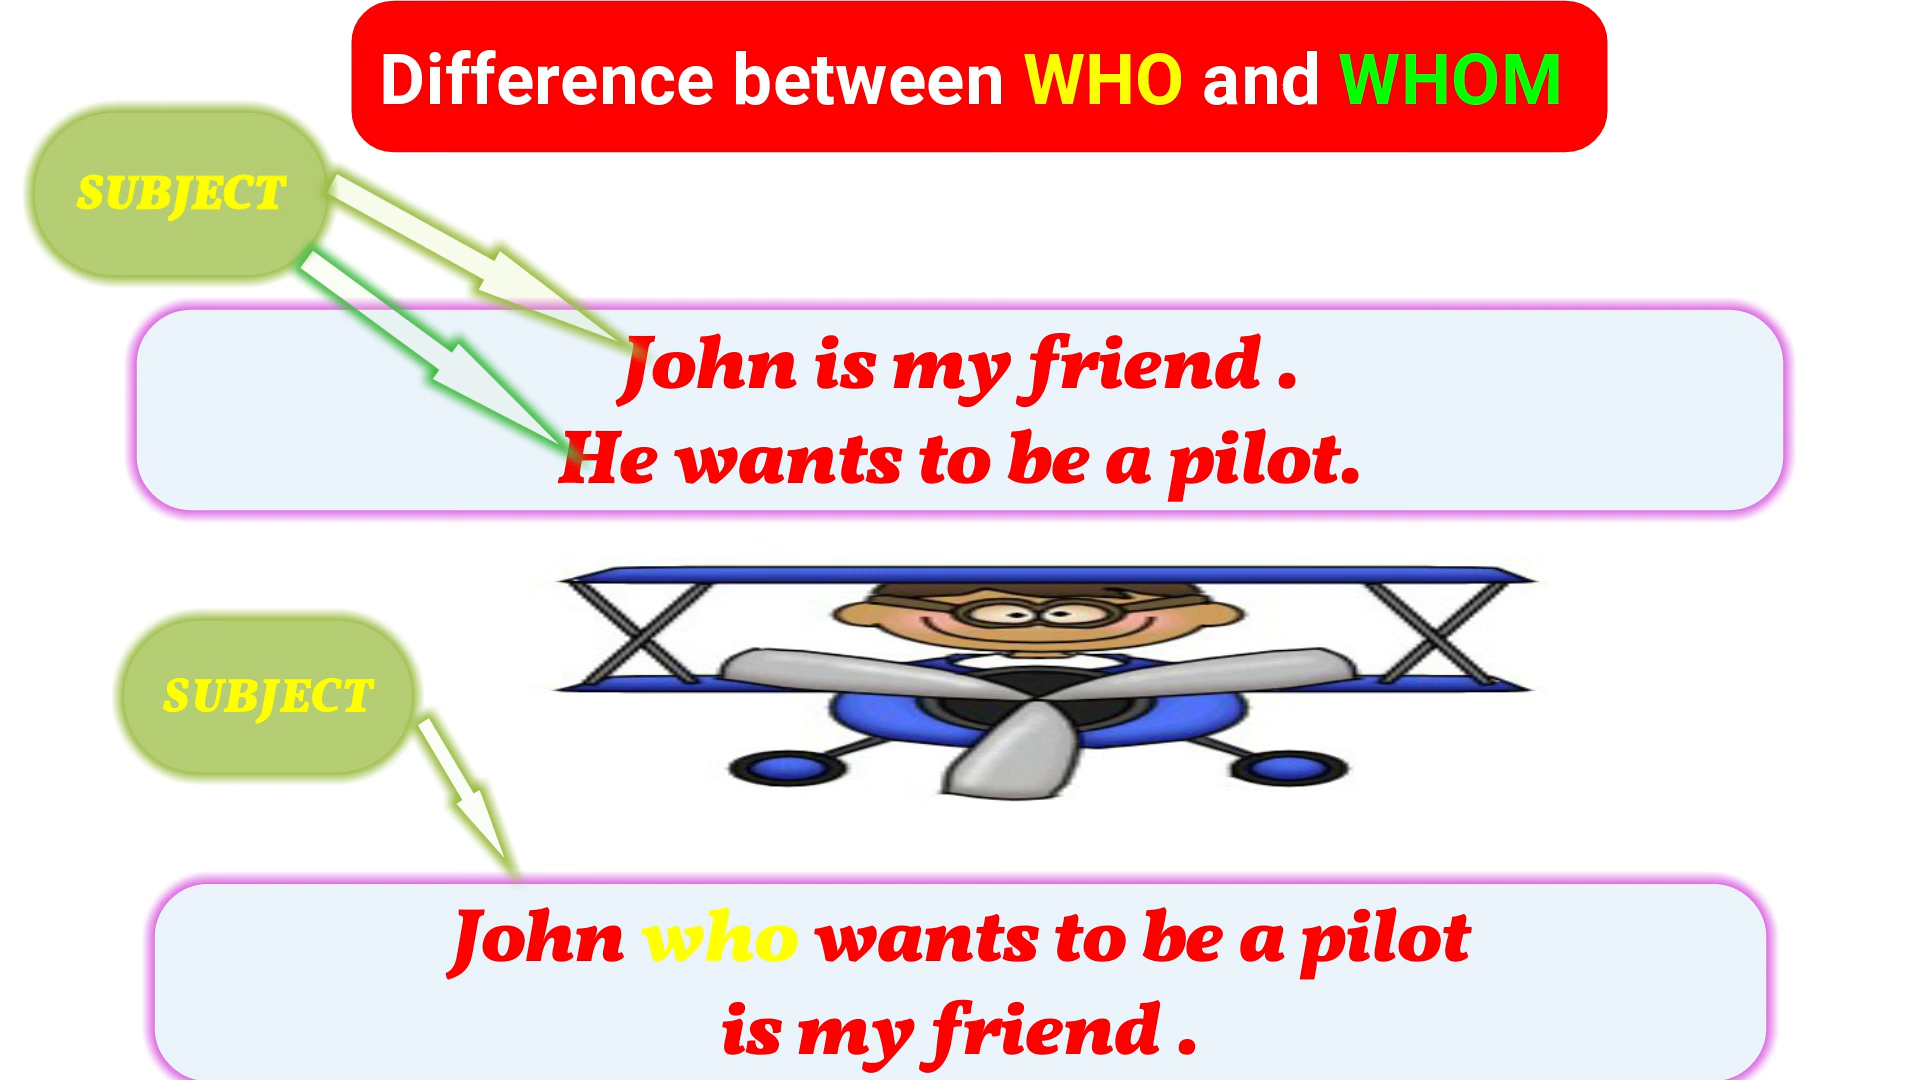 Difference between WHO and WHOM
SUBJECT
John is my friend .
He wants to be a pilot.
SUBJECT
John who wants to be a pilot
is my friend .